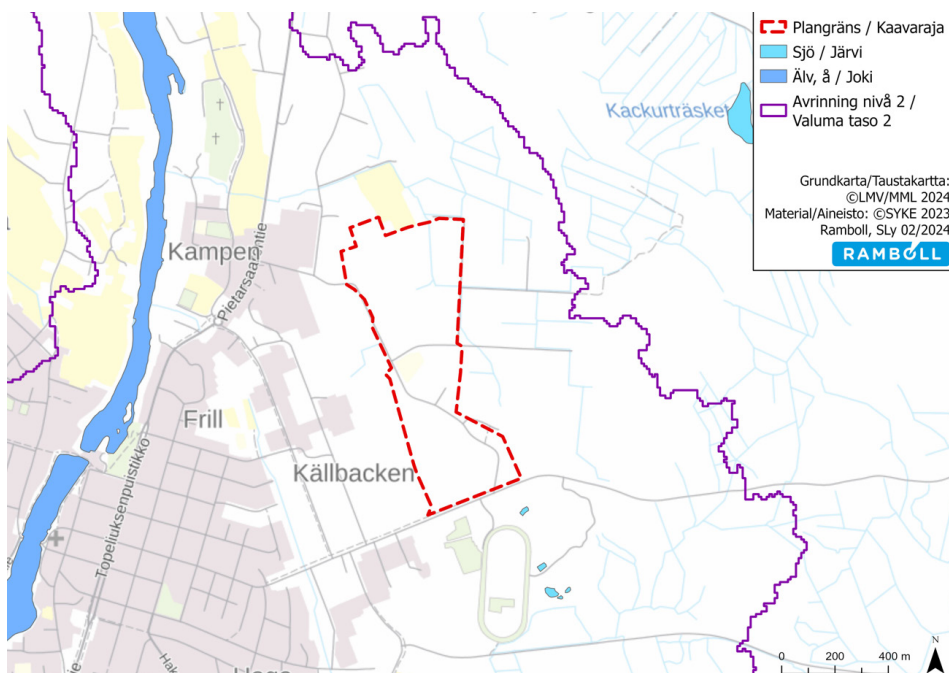 Plangräns / Kaavaraja
Sjö / Järvi
Älv, å / Joki
Avrinning nivå 2 /
Valuma taso 2
Grundkarta/Taustakartta:
©LMV/MML 2024
Material/Aineisto: ©SYKE 2023
Ramboll, SLy 02/2024
RAMBOLL
Kackurträsket
Kampen
Pietarsaarentie
Frill
Källbacken
Topeliuksenpuistikko
N
0 200 400 m